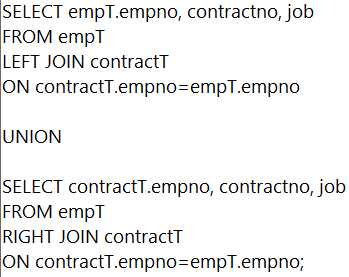 SELECT empT.empno, contractno, job
FROM empT
LEFT JOIN contractT
ON contractT.empno=empT.empno
UNION
SELECT contractT.empno, contractno, job
FROM empT
RIGHT JOIN contractT
ON contractT.empno=empT.empno;